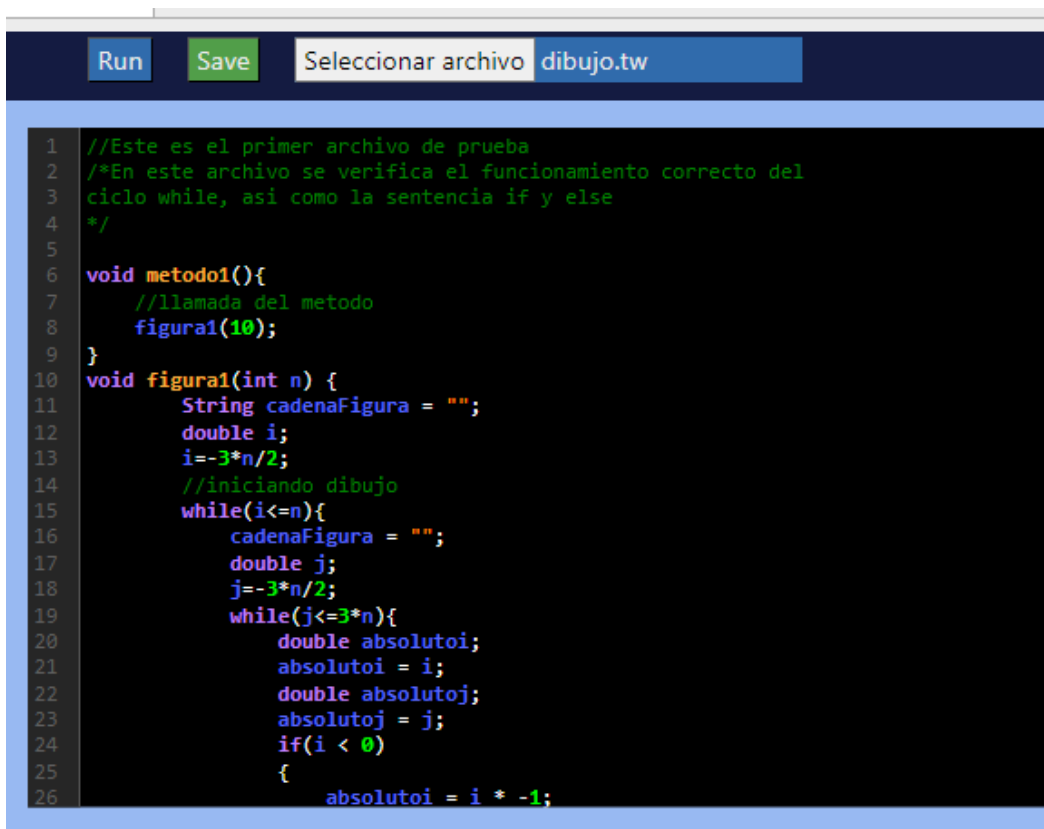 Run Save Seleccionar archivo dibujo.tw
1 //Este es el primer archivo de prueba
2 /*En este archivo se verifica el funcionamiento correcto del
3 ciclo while, asi como la sentencia if y else
4 */
5
6 void metodo1(){
7     //llamada del metodo
8     figura1(10);
9 }
10 void figura1(int n) {
11         String cadenaFigura = "";
12         double i;
13         i=-3*n/2;
14         //iniciando dibujo
15         while(i<=n){
16             cadenaFigura = "";
17             double j;
18             j=-3*n/2;
19             while(j<=3*n){
20                 double absolutoi;
21                 absolutoi = i;
22                 double absolutoj;
23                 absolutoj = j;
24                 if(i < 0)
25                 {
26                     absolutoi = i * -1;